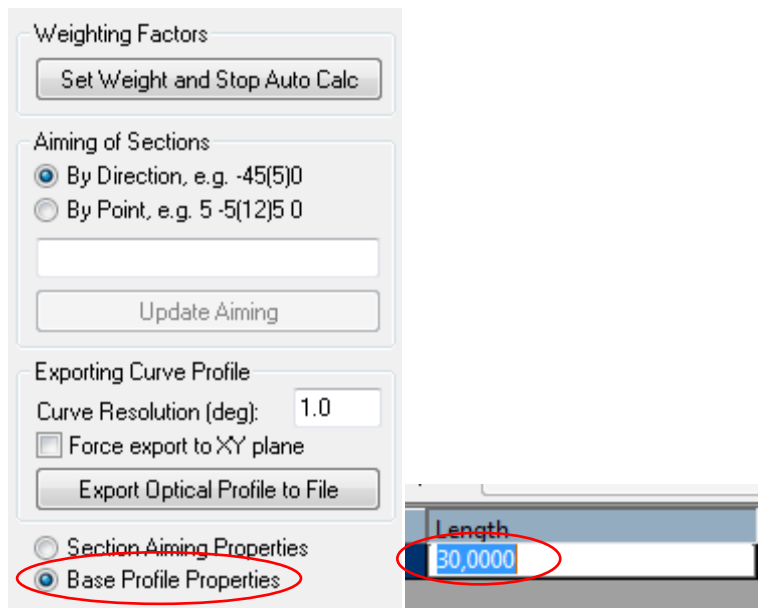 Weighting Factors
Set Weight and Stop Auto Calc
Aiming of Sections
By Direction, e.g. -45(5)0
By Point, e.g. 5 -5(12)5 0
Update Aiming
Exporting Curve Profile
Curve Resolution (deg): 1.0
Force export to XY plane
Export Optical Profile to File
Section Aiming Properties
Base Profile Properties
Length
30,0000